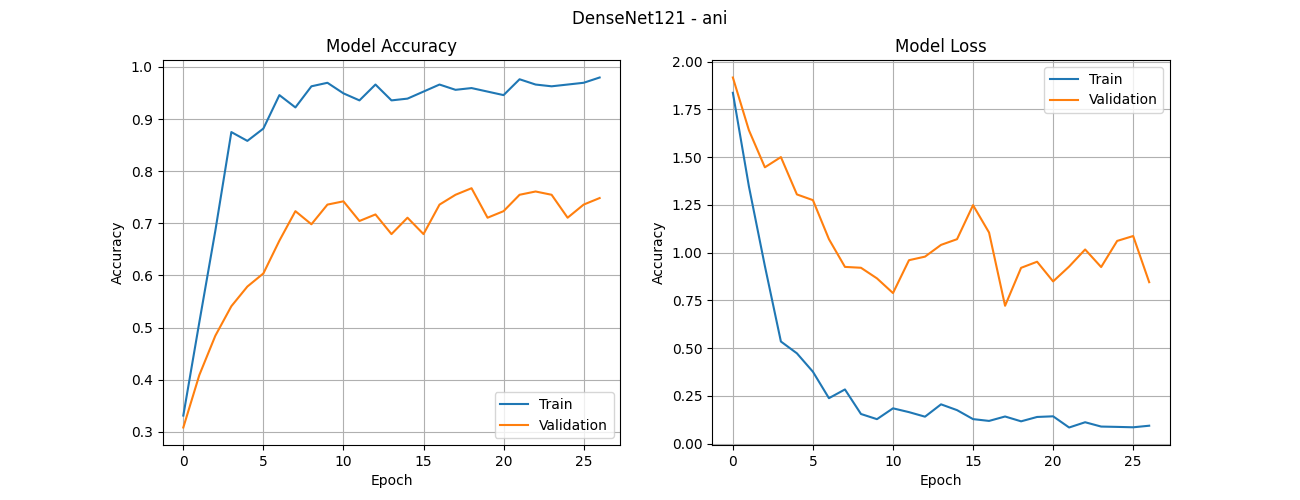 DenseNet121 - ani
Model Accuracy
1.0
0.9
0.8
0.7
0.6
0.5
0.4
0.3
Accuracy
0 5 10 15 20 25
Epoch
Train
Validation
Model Loss
2.00
1.75
1.50
1.25
1.00
0.75
0.50
0.25
0.00
Accuracy
0 5 10 15 20 25
Epoch
Train
Validation